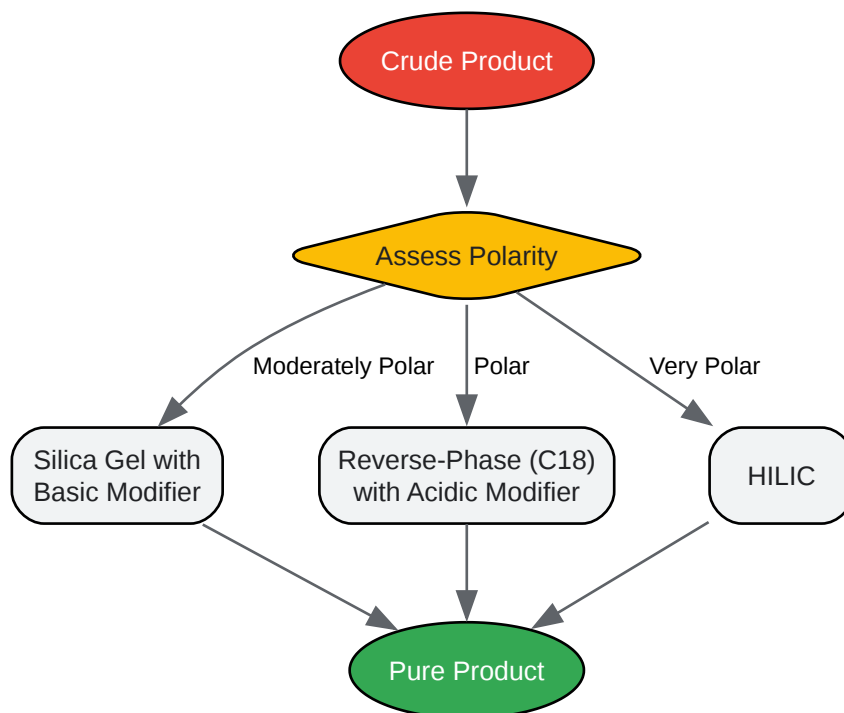 Crude Product
Assess Polarity
Moderately Polar
Polar
Very Polar
Silica Gel with
Basic Modifier
Reverse-Phase (C18)
with Acidic Modifier
HILIC
Pure Product